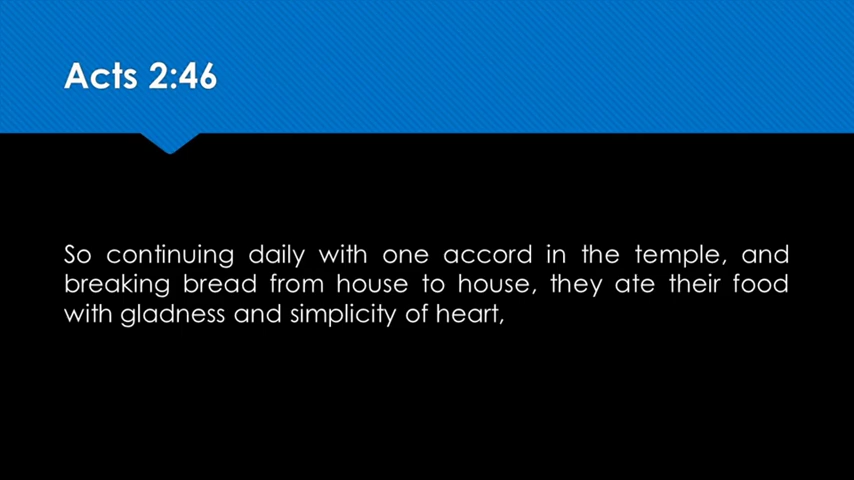 Acts 2:46
So continuing daily with one accord in the temple, and
breaking bread from house to house, they ate their food
with gladness and simplicity of heart,